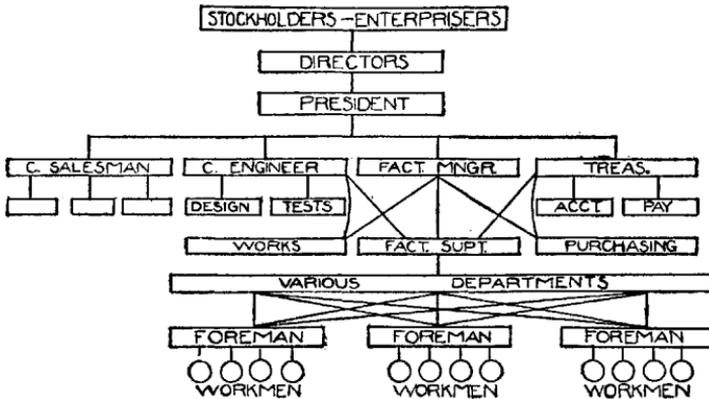 STOCKHOLDERS-ENTERPRISERS
DIRECTORS
PRESIDENT
C. SALESMAN C. ENGINEER FACT. MNGR. TREAS.
DESIGN TESTS ACCT. PAY
WORKS FACT. SUPT. PURCHASING
VARIOUS DEPARTMENTS
FOREMAN FOREMAN FOREMAN
WORKMEN WORKMEN WORKMEN